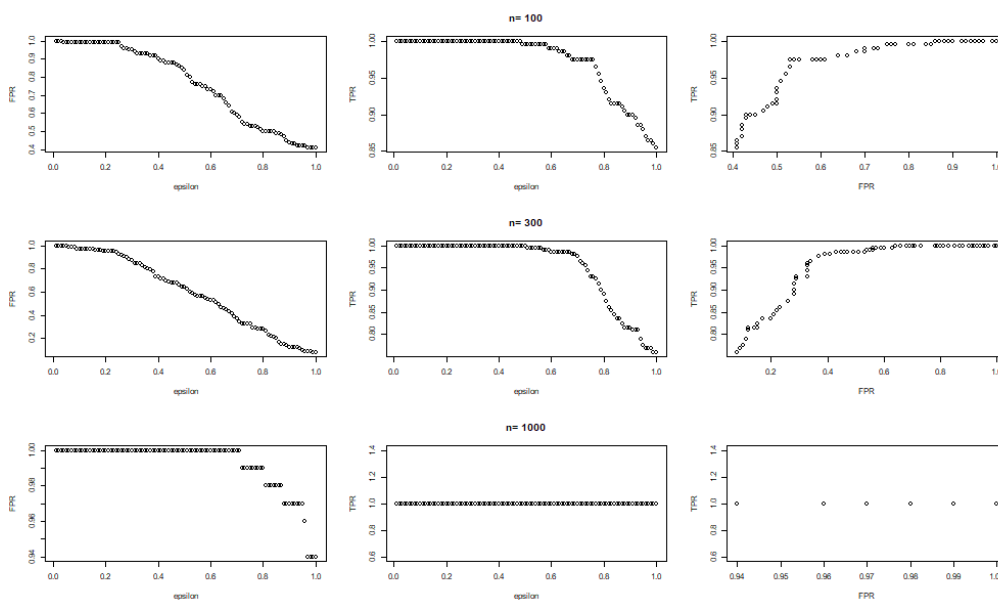 n= 100
FPR
0.4 0.5 0.6 0.7 0.8 0.9 1.0
0.0 0.2 0.4 0.6 0.8 1.0
epsilon
TPR
0.85 0.90 0.95 1.00
0.0 0.2 0.4 0.6 0.8 1.0
epsilon
TPR
0.85 0.90 0.95 1.00
0.4 0.5 0.6 0.7 0.8 0.9 1.0
FPR
n= 300
FPR
0.2 0.4 0.6 0.8 1.0
0.0 0.2 0.4 0.6 0.8 1.0
epsilon
TPR
0.80 0.85 0.90 0.95 1.00
0.0 0.2 0.4 0.6 0.8 1.0
epsilon
TPR
0.80 0.85 0.90 0.95 1.00
0.2 0.4 0.6 0.8 1.0
FPR
n= 1000
FPR
0.94 0.96 0.98 1.00
0.0 0.2 0.4 0.6 0.8 1.0
epsilon
TPR
0.6 0.8 1.0 1.2 1.4
0.0 0.2 0.4 0.6 0.8 1.0
epsilon
TPR
0.6 0.8 1.0 1.2 1.4
0.94 0.95 0.96 0.97 0.98 0.99 1.00
FPR